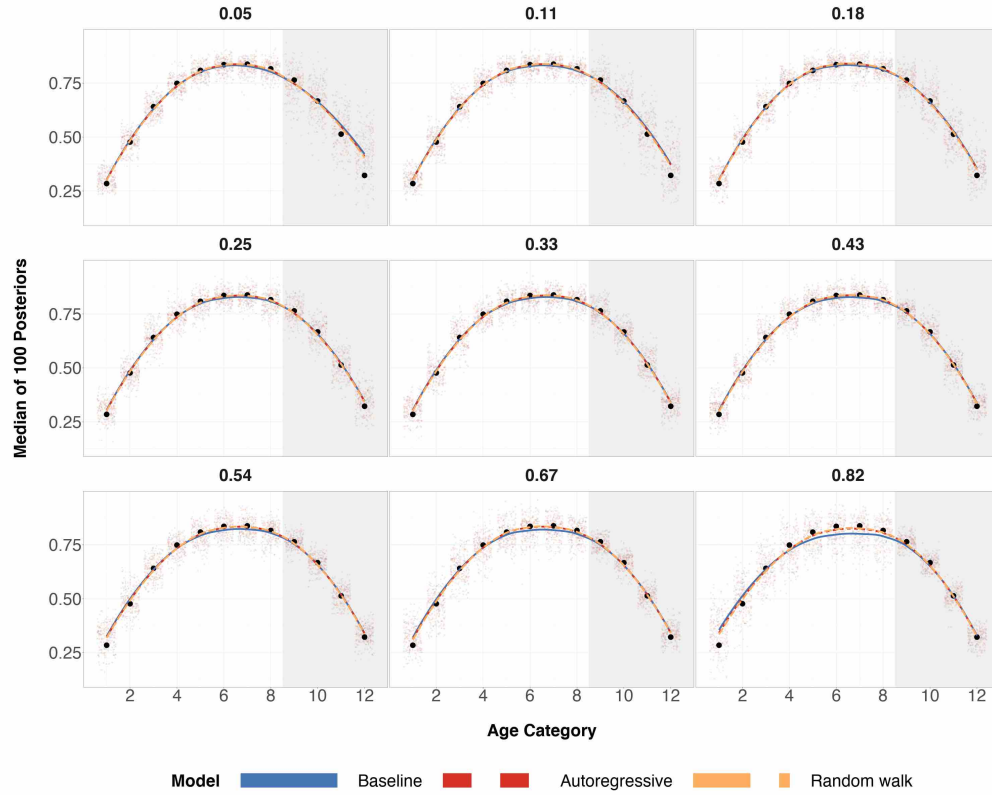 0.05 0.11 0.18
0.75
0.50
0.25
0.25 0.33 0.43
0.75
0.50
0.25
0.54 0.67 0.82
0.75
0.50
0.25
2 4 6 8 10 12 2 4 6 8 10 12 2 4 6 8 10 12
Median of 100 Posteriors
Age Category
Model Baseline Autoregressive Random walk